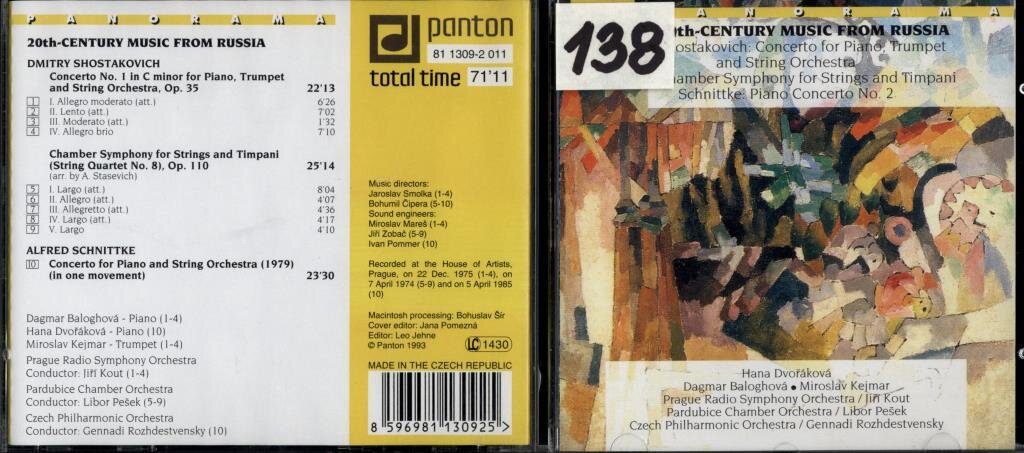 PANORAMA
20th-CENTURY MUSIC FROM RUSSIA
DMITRY SHOSTAKOVICH
Concerto No. 1 in C minor for Piano, Trumpet
and String Orchestra, Op. 35 22'13
1 I. Allegro moderato (att.) 6'26
2 II. Lento (att.) 7'02
3 III. Moderato (att.) 1'32
4 IV. Allegro brio 7'10
Chamber Symphony for Strings and Timpani
(String Quartet No. 8), Op. 110 25'14
(arr. by A. Stasevich)
5 I. Largo (att.) 8'04
6 II. Allegro (att.) 4'07
7 III. Allegretto (att.) 4'36
8 IV. Largo (att.) 4'17
9 V. Largo 4'10
ALFRED SCHNITTKE
10 Concerto for Piano and String Orchestra (1979)
(in one movement) 23'30
Dagmar Baloghová - Piano (1-4)
Hana Dvořáková - Piano (10)
Miroslav Kejmar - Trumpet (1-4)
Prague Radio Symphony Orchestra
Conductor: Jiří Kout (1-4)
Pardubice Chamber Orchestra
Conductor: Libor Pešek (5-9)
Czech Philharmonic Orchestra
Conductor: Gennadi Rozhdestvensky (10)
panton
81 1309-2 011
total time 71'11
Music directors:
Jaroslav Smolka (1-4)
Bohumil Čipera (5-10)
Sound engineers:
Miroslav Mareš (1-4)
Jiří Zobač (5-9)
Ivan Pommer (10)
Recorded at the House of Artists,
Prague, on 22 Dec. 1975 (1-4), on
7 April 1974 (5-9) and on 5 April 1985
(10)
Macintosh processing: Bohuslav Šír
Cover editor: Jana Pomezná
Editor: Leo Jehne
© Panton 1993
LC 1430
MADE IN THE CZECH REPUBLIC
8 596981 130925
138
NORAMA
th-CENTURY MUSIC FROM RUSSIA
ostakovich: Concerto for Piano, Trumpet
and String Orchestra
hamber Symphony for Strings and Timpani
Schnittke: Piano Concerto No. 2
Hana Dvořáková
Dagmar Baloghová • Miroslav Kejmar
Prague Radio Symphony Orchestra / Jiří Kout
Pardubice Chamber Orchestra / Libor Pešek
Czech Philharmonic Orchestra / Gennadi Rozhdestvensky